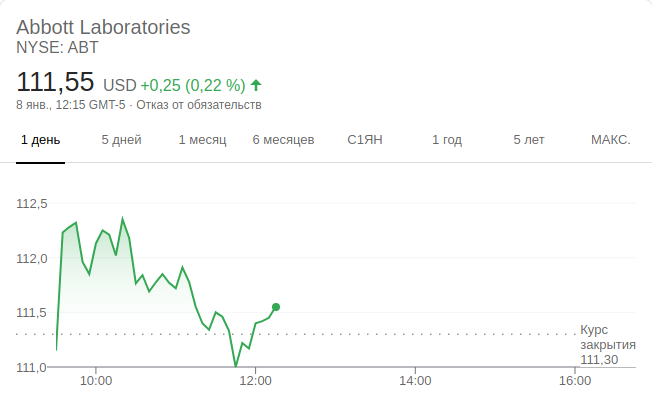 Abbott Laboratories
NYSE: ABT
111,55 USD +0,25 (0,22 %)
8 янв., 12:15 GMT-5 · Отказ от обязательств
1 день 5 дней 1 месяц 6 месяцев С1ЯН 1 год 5 лет МАКС.
112,5
112,0
111,5
Курс
закрытия
111,30
111,0
10:00 12:00 14:00 16:00